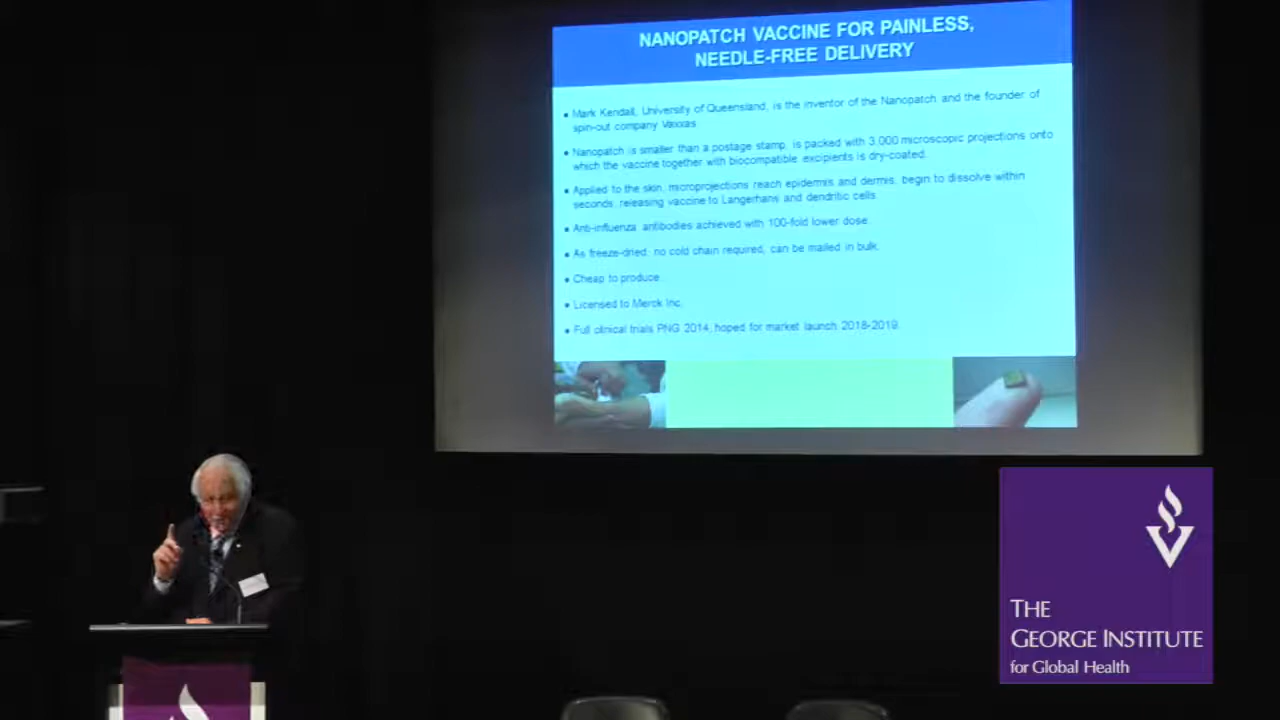 NANOPATCH VACCINE FOR PAINLESS,
NEEDLE-FREE DELIVERY
• Mark Kendall, University of Queensland, is the inventor of the Nanopatch and the founder of
spin-out company Vaxxas
• Nanopatch is smaller than a postage stamp, is packed with 3,000 microscopic projections onto
which the vaccine together with biocompatible excipients is dry-coated.
• Applied to the skin, microprojections reach epidermis and dermis, begin to dissolve within
seconds, releasing vaccine to Langerhans and dendritic cells.
• Anti-influenza antibodies achieved with 100-fold lower dose.
• As freeze-dried, no cold chain required, can be mailed in bulk.
• Cheap to produce.
• Licensed to Merck Inc.
• Full clinical trials PNG 2014, hoped for market launch 2018-2019.
THE
GEORGE INSTITUTE
for Global Health